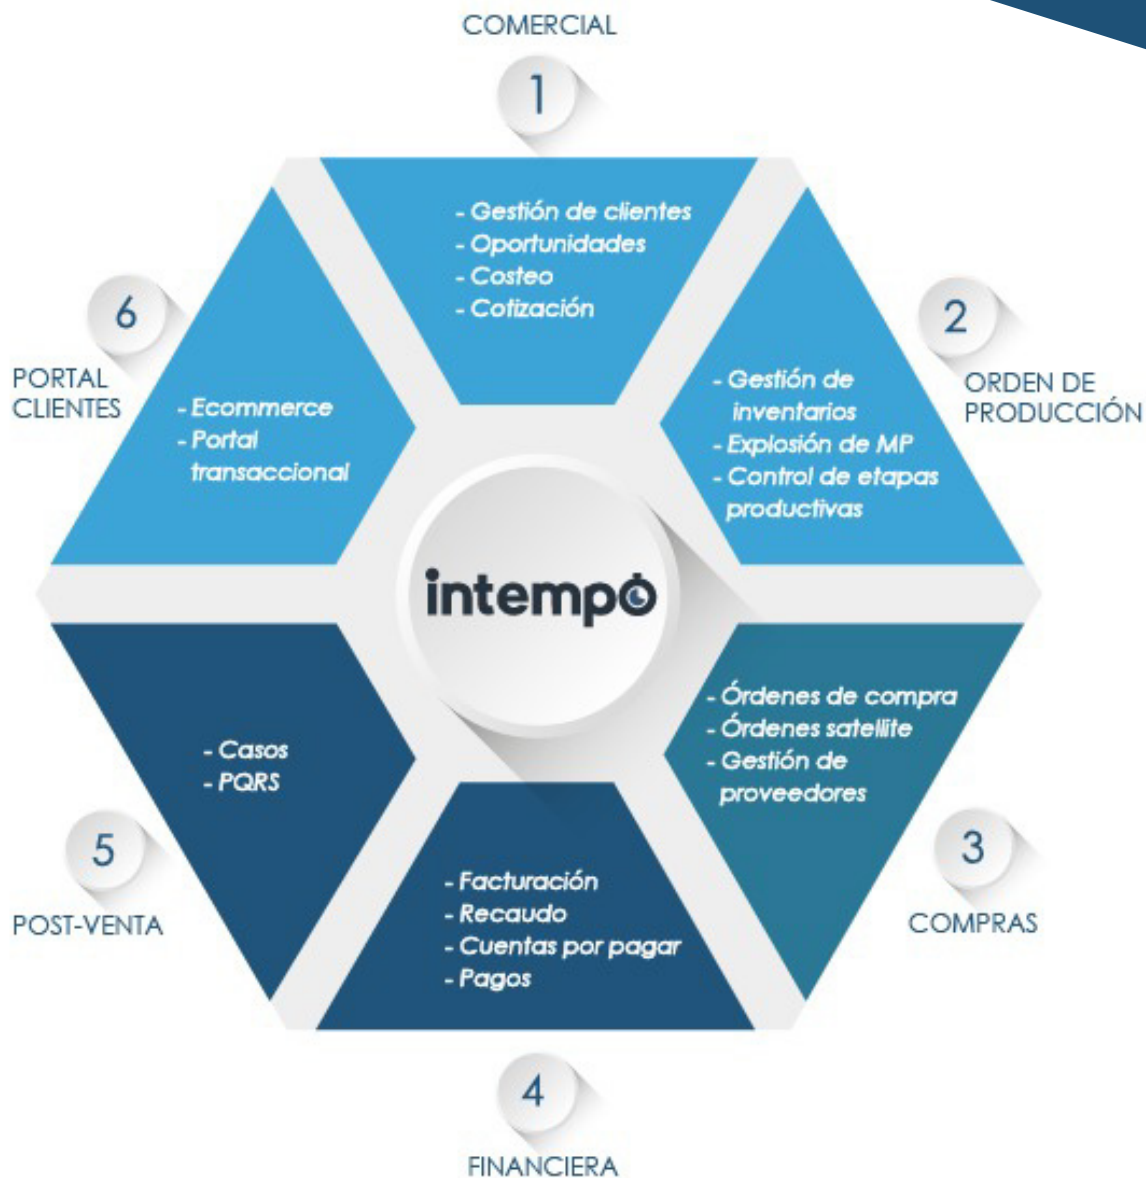 COMERCIAL
1
- Gestión de clientes
- Oportunidades
- Costeo
- Cotización
2
ORDEN DE
PRODUCCIÓN
- Gestión de
inventarios
- Explosión de MP
- Control de etapas
productivas
3
COMPRAS
- Órdenes de compra
- Órdenes satellite
- Gestión de
proveedores
4
FINANCIERA
- Facturación
- Recaudo
- Cuentas por pagar
- Pagos
5
POST-VENTA
- Casos
- PQRS
6
PORTAL
CLIENTES
- Ecommerce
- Portal
transaccional
intempo